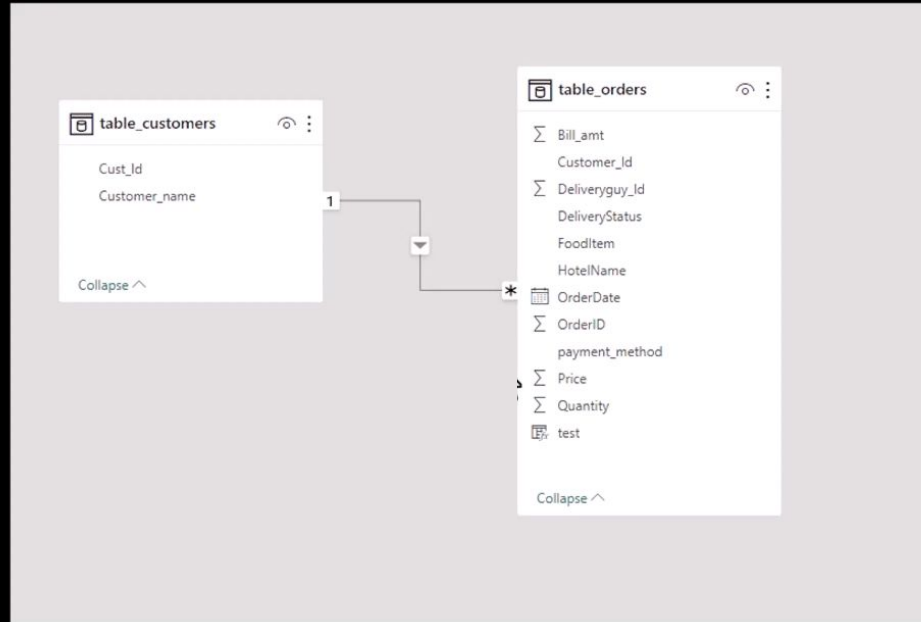 table_customers
Cust_Id
Customer_name
Collapse
1
*
table_orders
Bill_amt
Customer_Id
Deliveryguy_Id
DeliveryStatus
FoodItem
HotelName
OrderDate
OrderID
payment_method
Price
Quantity
test
Collapse